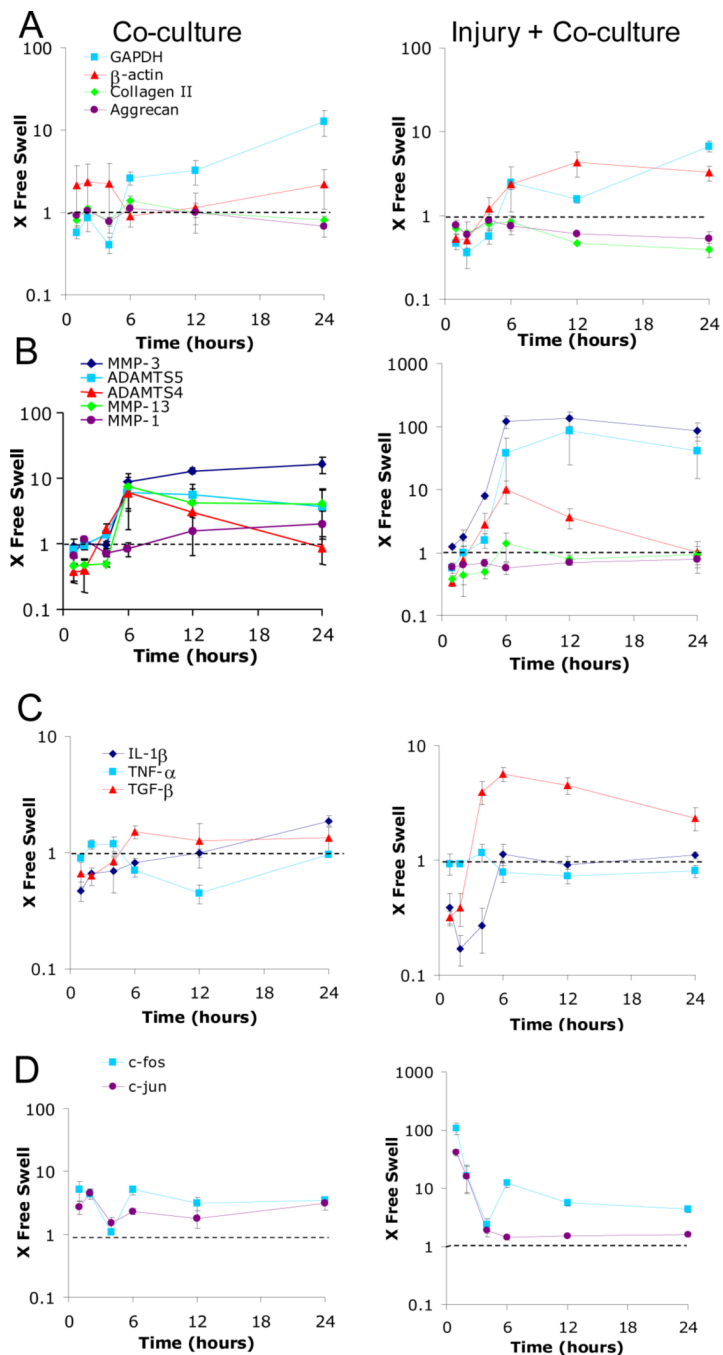 A
Co-culture
Injury + Co-culture
100
10
1
0.1
X Free Swell
GAPDH
β-actin
Collagen II
Aggrecan
0 6 12 18 24
Time (hours)
100
10
1
0.1
X Free Swell
0 6 12 18 24
Time (hours)
B
MMP-3
ADAMTS5
ADAMTS4
MMP-13
MMP-1
100
10
1
0.1
X Free Swell
0 6 12 18 24
Time (hours)
1000
100
10
1
0.1
X Free Swell
0 6 12 18 24
Time (hours)
C
IL-1β
TNF-α
TGF-β
10
1
0.1
X Free Swell
0 6 12 18 24
Time (hours)
10
1
0.1
X Free Swell
0 6 12 18 24
Time (hours)
D
c-fos
c-jun
100
10
1
0.1
X Free Swell
0 6 12 18 24
Time (hours)
1000
100
10
1
0.1
X Free Swell
0 6 12 18 24
Time (hours)